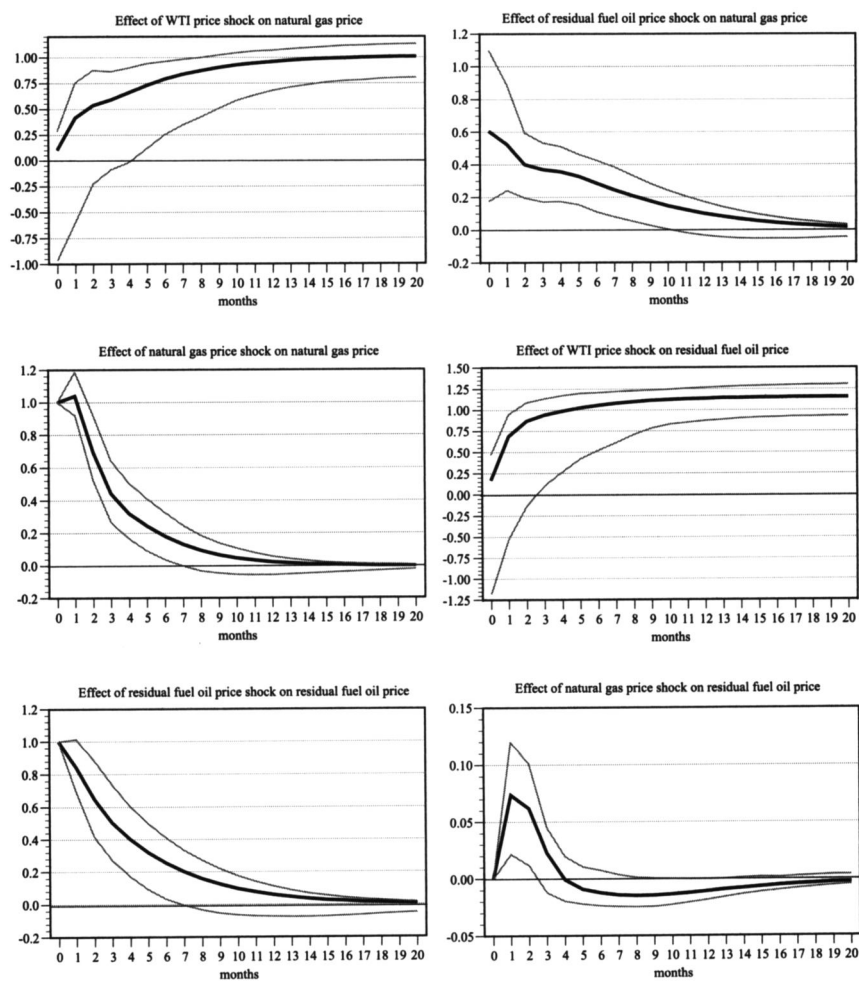 Effect of WTI price shock on natural gas price
1.00
0.75
0.50
0.25
0.00
-0.25
-0.50
-0.75
-1.00
0 1 2 3 4 5 6 7 8 9 10 11 12 13 14 15 16 17 18 19 20
months
Effect of residual fuel oil price shock on natural gas price
1.2
1.0
0.8
0.6
0.4
0.2
0.0
-0.2
0 1 2 3 4 5 6 7 8 9 10 11 12 13 14 15 16 17 18 19 20
months
Effect of natural gas price shock on natural gas price
1.2
1.0
0.8
0.6
0.4
0.2
0.0
-0.2
0 1 2 3 4 5 6 7 8 9 10 11 12 13 14 15 16 17 18 19 20
months
Effect of WTI price shock on residual fuel oil price
1.50
1.25
1.00
0.75
0.50
0.25
0.00
-0.25
-0.50
-0.75
-1.00
-1.25
0 1 2 3 4 5 6 7 8 9 10 11 12 13 14 15 16 17 18 19 20
months
Effect of residual fuel oil price shock on residual fuel oil price
1.2
1.0
0.8
0.6
0.4
0.2
0.0
-0.2
0 1 2 3 4 5 6 7 8 9 10 11 12 13 14 15 16 17 18 19 20
months
Effect of natural gas price shock on residual fuel oil price
0.15
0.10
0.05
0.00
-0.05
0 1 2 3 4 5 6 7 8 9 10 11 12 13 14 15 16 17 18 19 20
months